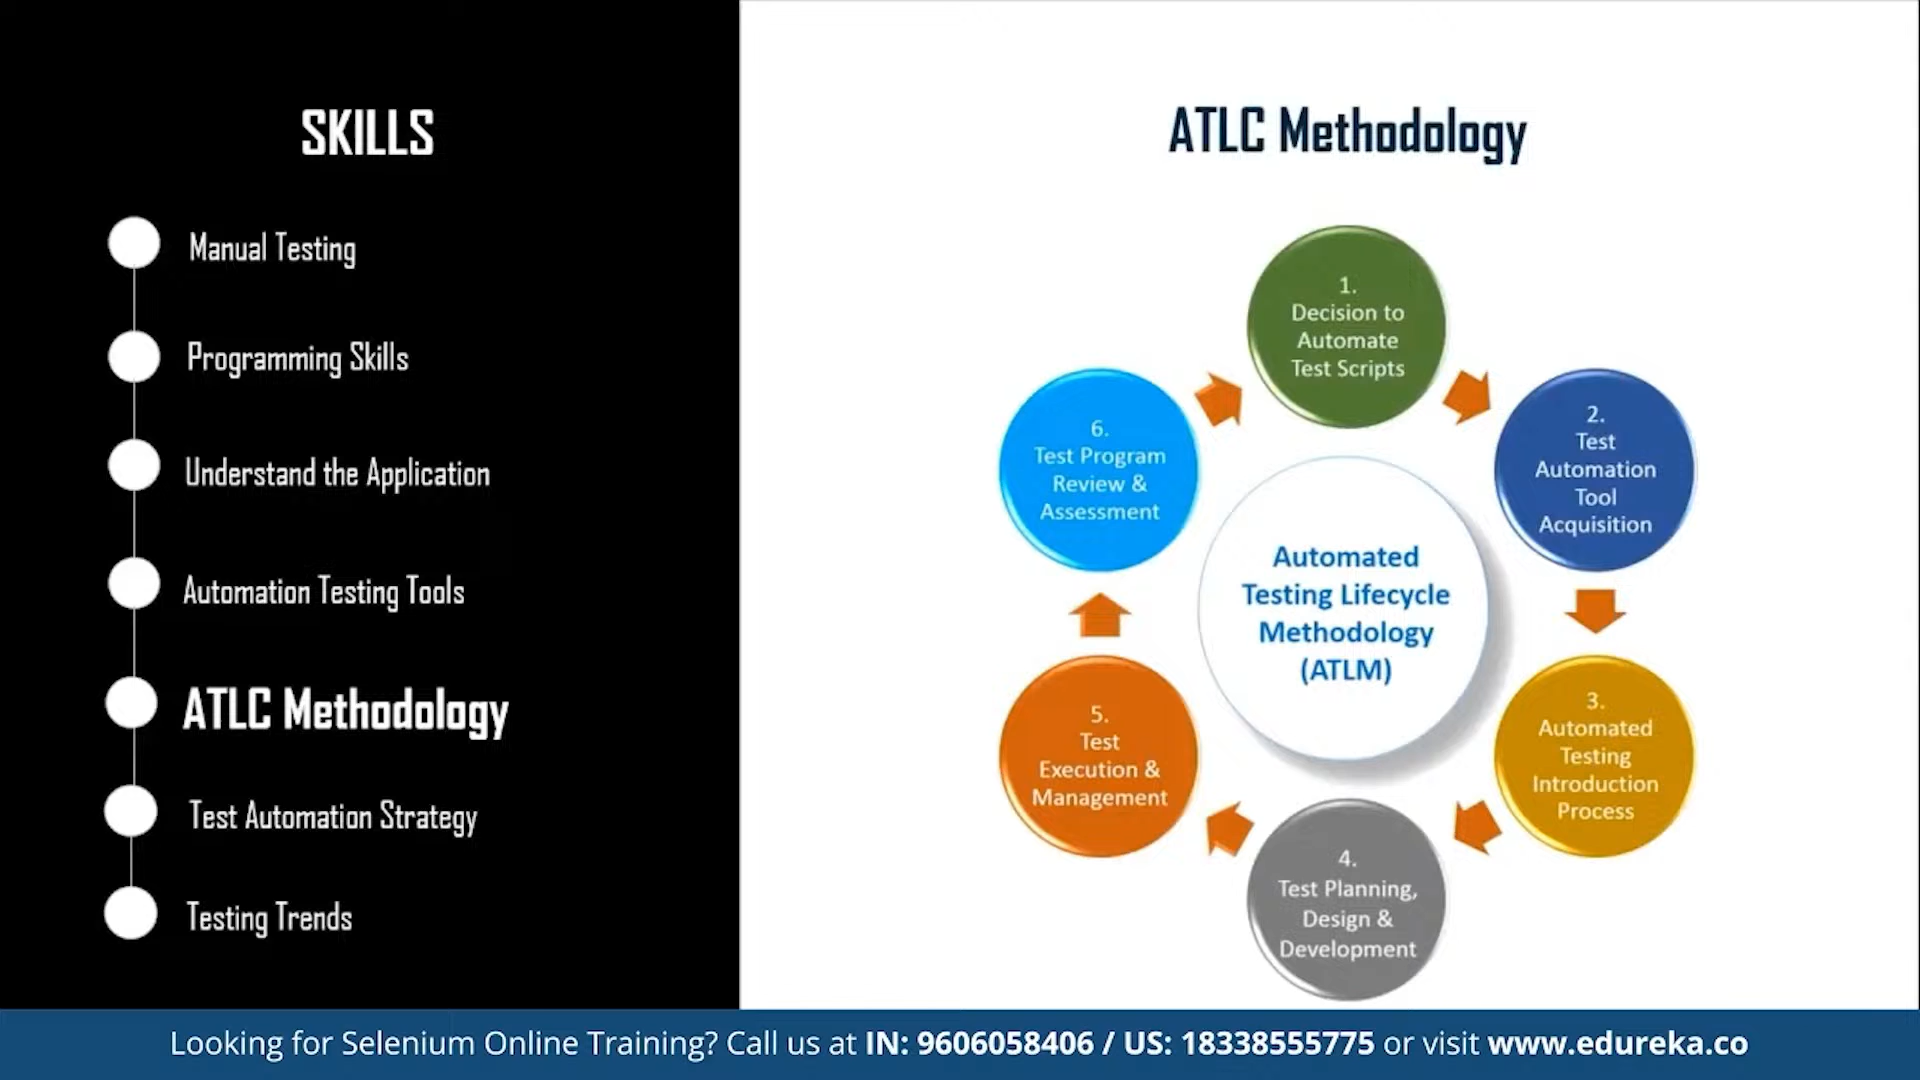 SKILLS
Manual Testing
Programming Skills
Understand the Application
Automation Testing Tools
ATLC Methodology
Test Automation Strategy
Testing Trends
ATLC Methodology
1.
Decision to
Automate
Test Scripts
2.
Test
Automation
Tool
Acquisition
3.
Automated
Testing
Introduction
Process
4.
Test Planning,
Design &
Development
5.
Test
Execution &
Management
6.
Test Program
Review &
Assessment
Automated
Testing Lifecycle
Methodology
(ATLM)
Looking for Selenium Online Training? Call us at IN: 9606058406 / US: 18338555775 or visit www.edureka.co